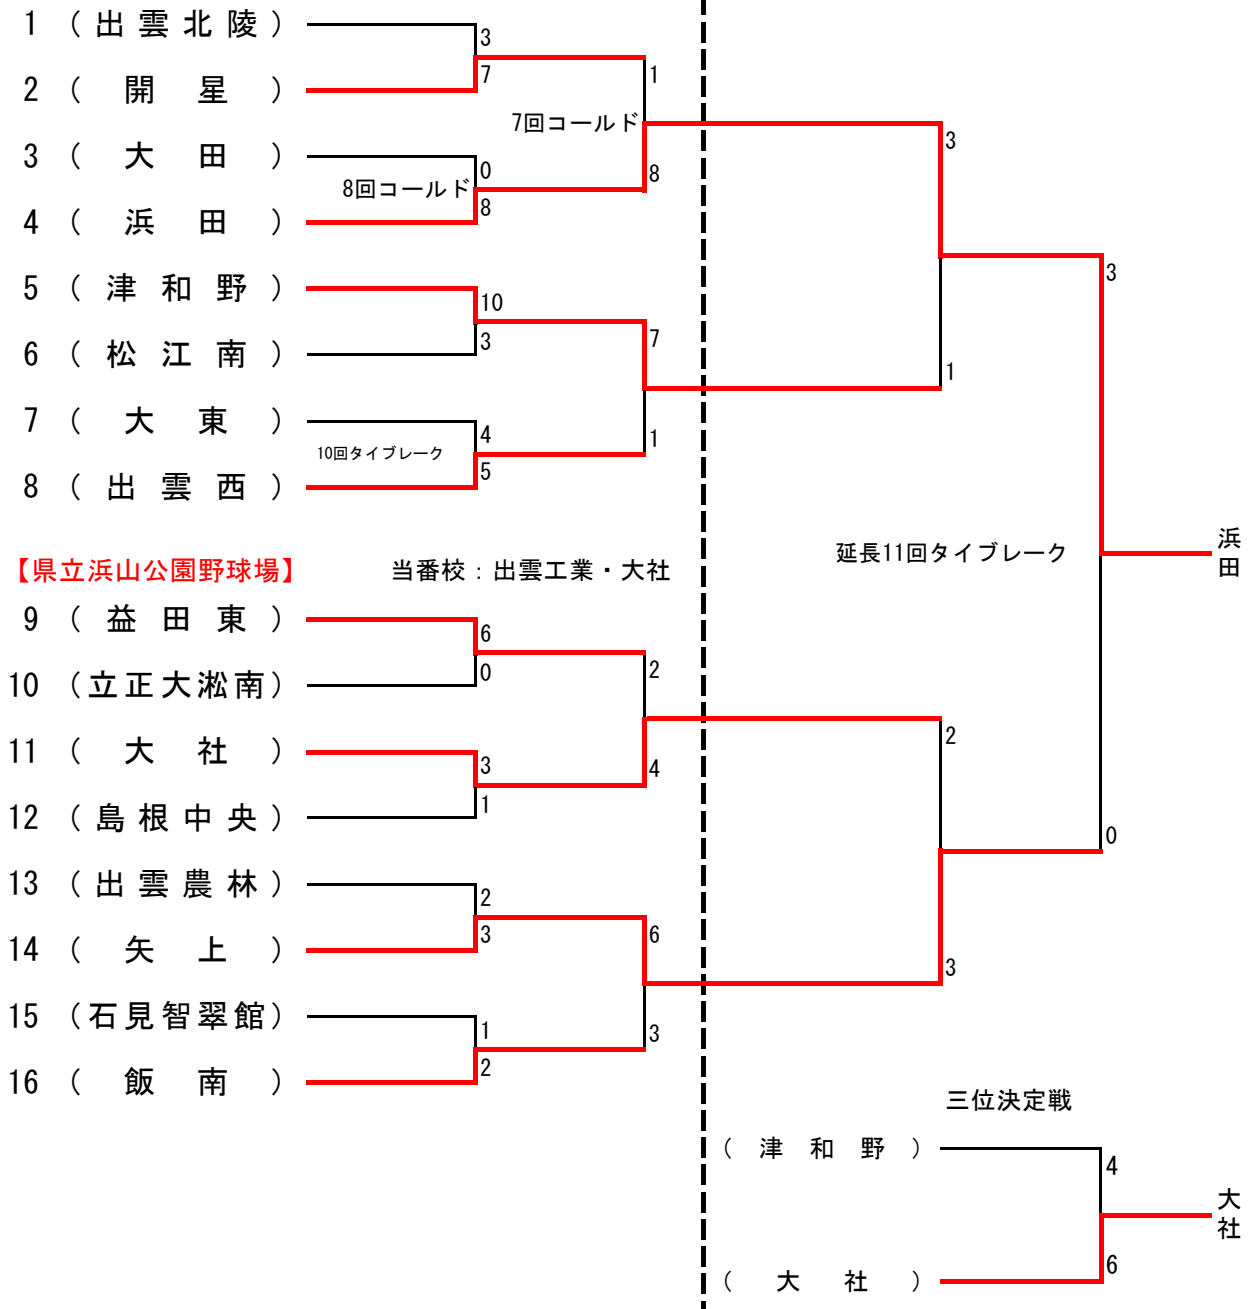 1 （出雲北陵）
3
2 （開星）
7
1
7回コールド
3 （大田）
0
8回コールド
8
8
3
4 （浜田）
5 （津和野）
10
3
7
3
6 （松江南）
1
7 （大東）
4
10回タイブレーク
1
5
8 （出雲西）
延長11回タイブレーク
浜田
【県立浜山公園野球場】 当番校：出雲工業・大社
9 （益田東）
6
0
2
10 （立正大淞南）
2
11 （大社）
3
4
1
12 （島根中央）
0
13 （出雲農林）
2
3
6
3
14 （矢上）
15 （石見智翠館）
1
3
2
16 （飯南）
三位決定戦
（津和野）
4
大社
6
（大社）